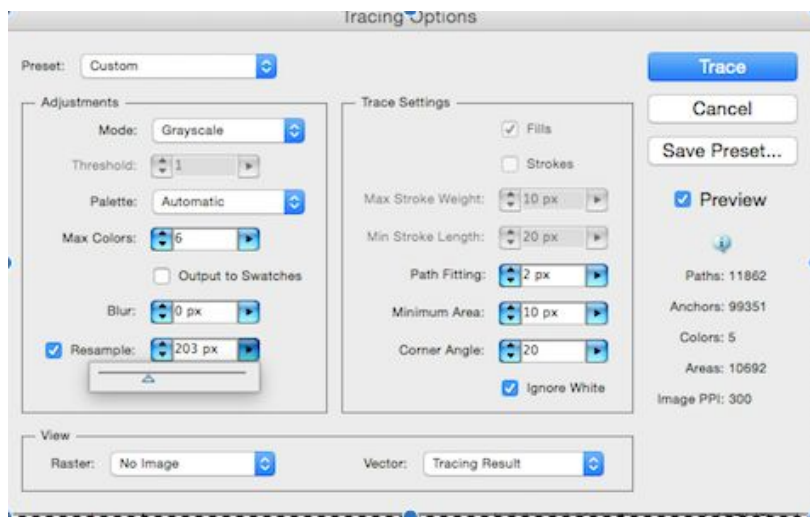 Tracing Options
Preset: Custom
Trace
Cancel
Save Preset...
Preview
Paths: 11862
Anchors: 99351
Colors: 5
Areas: 10692
Image PPI: 300
Adjustments
Mode: Grayscale
Threshold: 1
Palette: Automatic
Max Colors: 6
Output to Swatches
Blur: 0 px
Resample: 203 px
Trace Settings
Fills
Strokes
Max Stroke Weight: 10 px
Min Stroke Length: 20 px
Path Fitting: 2 px
Minimum Area: 10 px
Corner Angle: 20
Ignore White
View
Raster: No Image
Vector: Tracing Result